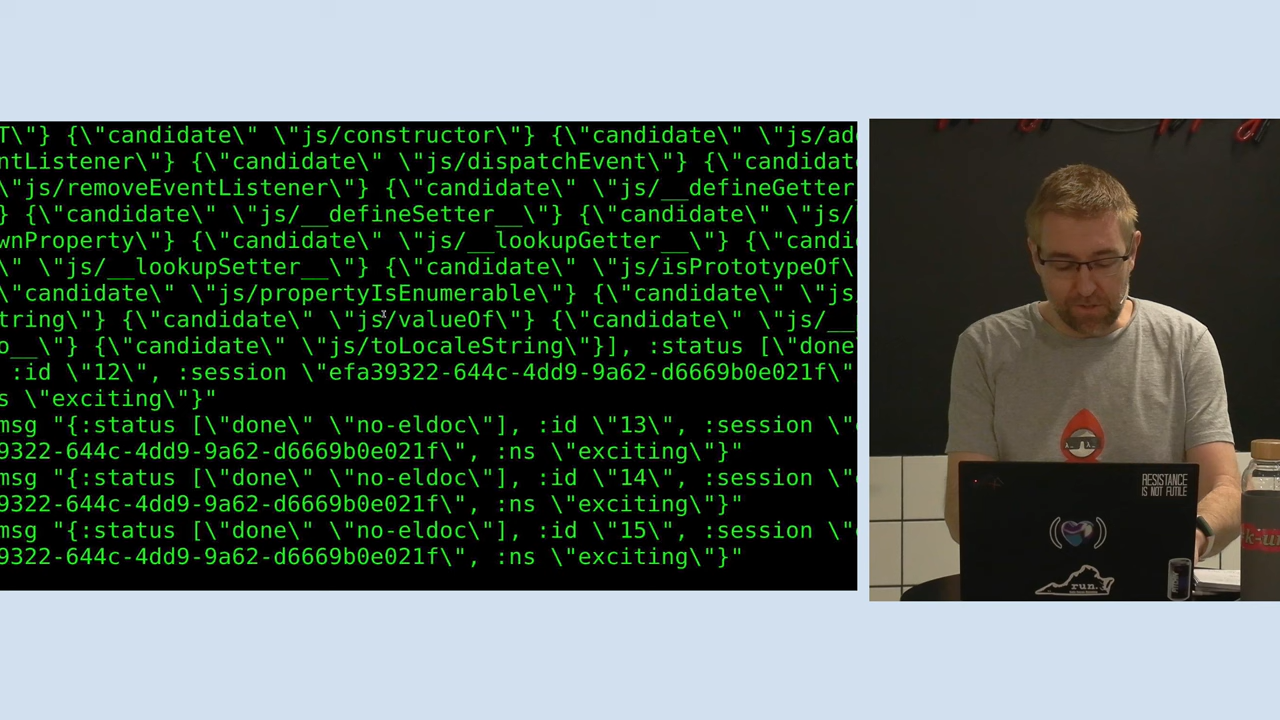 T\"} {\"candidate\" \"js/constructor\"} {\"candidate\" \"js/ad
ntListener\"} {\"candidate\" \"js/dispatchEvent\"} {\"candidate
\"js/removeEventListener\"} {\"candidate\" \"js/__defineGetter
} {\"candidate\" \"js/__defineSetter__\"} {\"candidate\" \"js/
wnProperty\"} {\"candidate\" \"js/__lookupGetter__\"} {\"candi
\" \"js/__lookupSetter__\"} {\"candidate\" \"js/isPrototypeOf\
\"candidate\" \"js/propertyIsEnumerable\"} {\"candidate\" \"js
tring\"} {\"candidate\" \"js/valueOf\"} {\"candidate\" \"js/__
o__\"} {\"candidate\" \"js/toLocaleString\"}], :status [\"done
:id \"12\", :session \"efa39322-644c-4dd9-9a62-d6669b0e021f\"
s \"exciting\"}"
msg "{:status [\"done\" \"no-eldoc\"], :id \"13\", :session \"
9322-644c-4dd9-9a62-d6669b0e021f\", :ns \"exciting\"}"
msg "{:status [\"done\" \"no-eldoc\"], :id \"14\", :session \"
9322-644c-4dd9-9a62-d6669b0e021f\", :ns \"exciting\"}"
msg "{:status [\"done\" \"no-eldoc\"], :id \"15\", :session \"
9322-644c-4dd9-9a62-d6669b0e021f\", :ns \"exciting\"}"
RESISTANCE
IS NOT FUTILE
run.